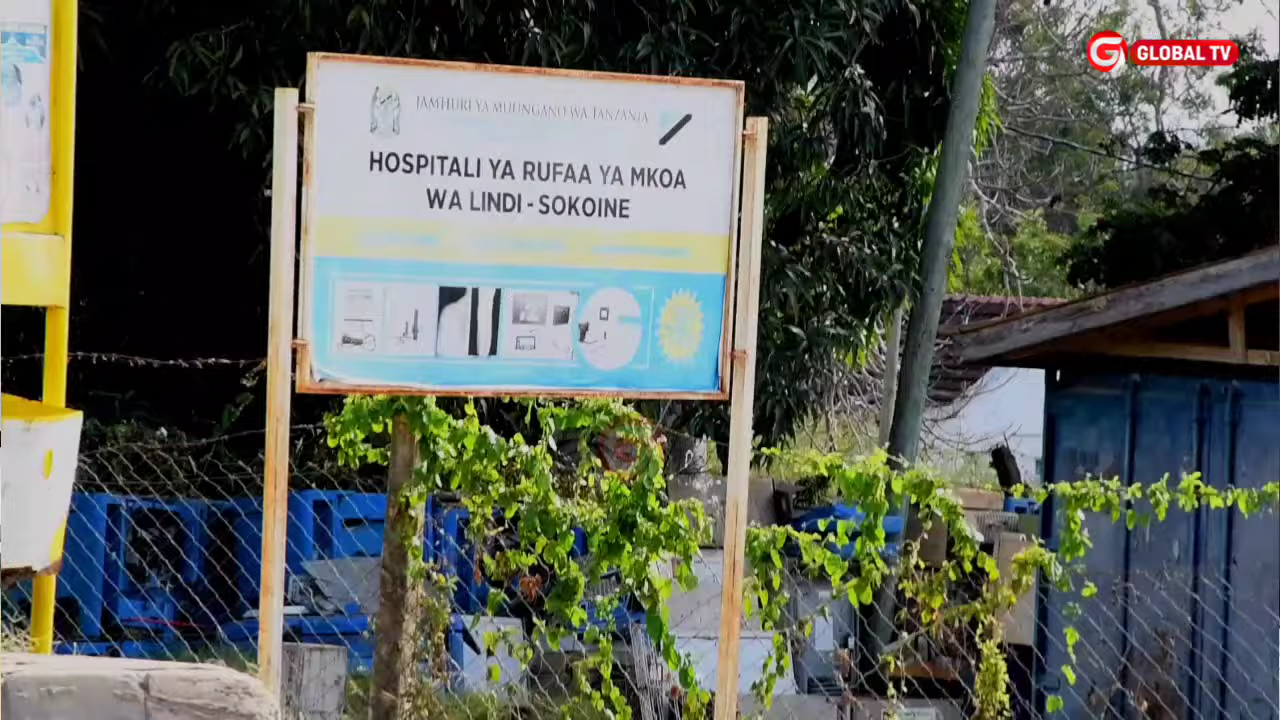 GLOBAL TV
JAMHURI YA MUUNGANO WA TANZANIA
HOSPITALI YA RUFAA YA MKOA
WA LINDI - SOKOINE